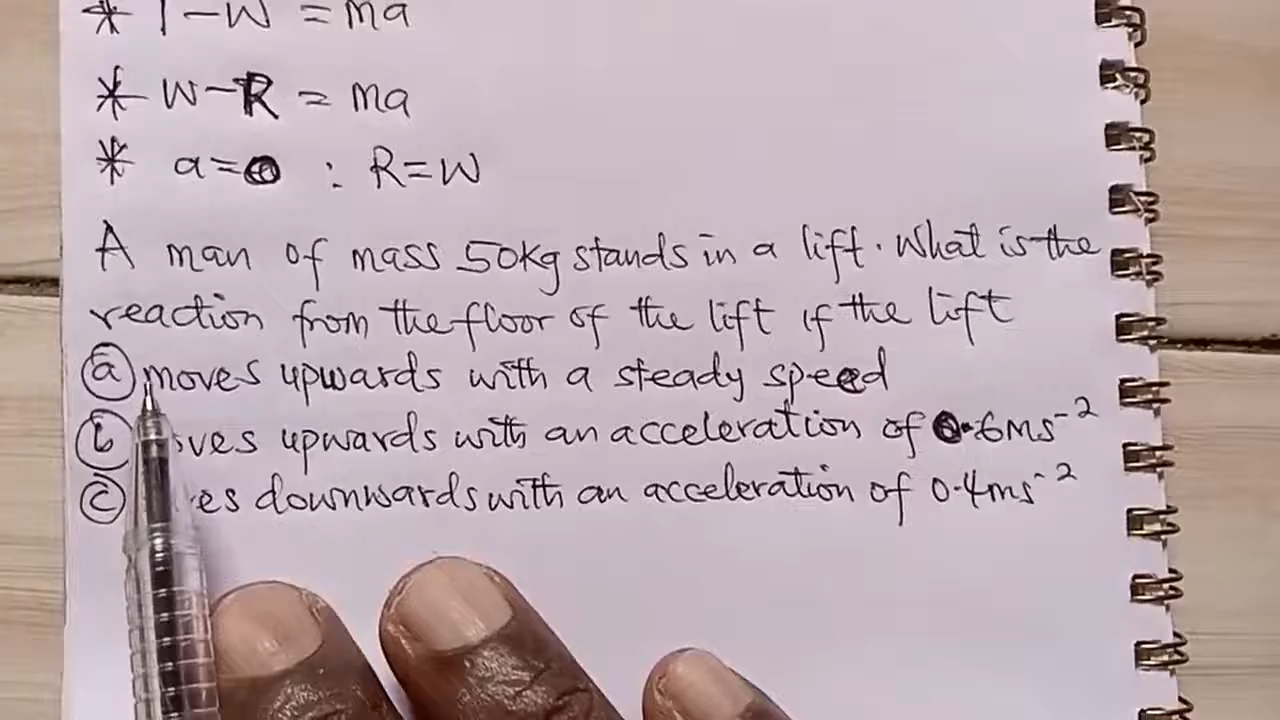 * T-W = ma
* W-R = ma
* a=0 : R=W
A man of mass 50kg stands in a lift. What is the
reaction from the floor of the lift if the lift
(a) moves upwards with a steady speed
(b) oves upwards with an acceleration of 0.6ms⁻²
(c) es downwards with an acceleration of 0.4ms⁻²